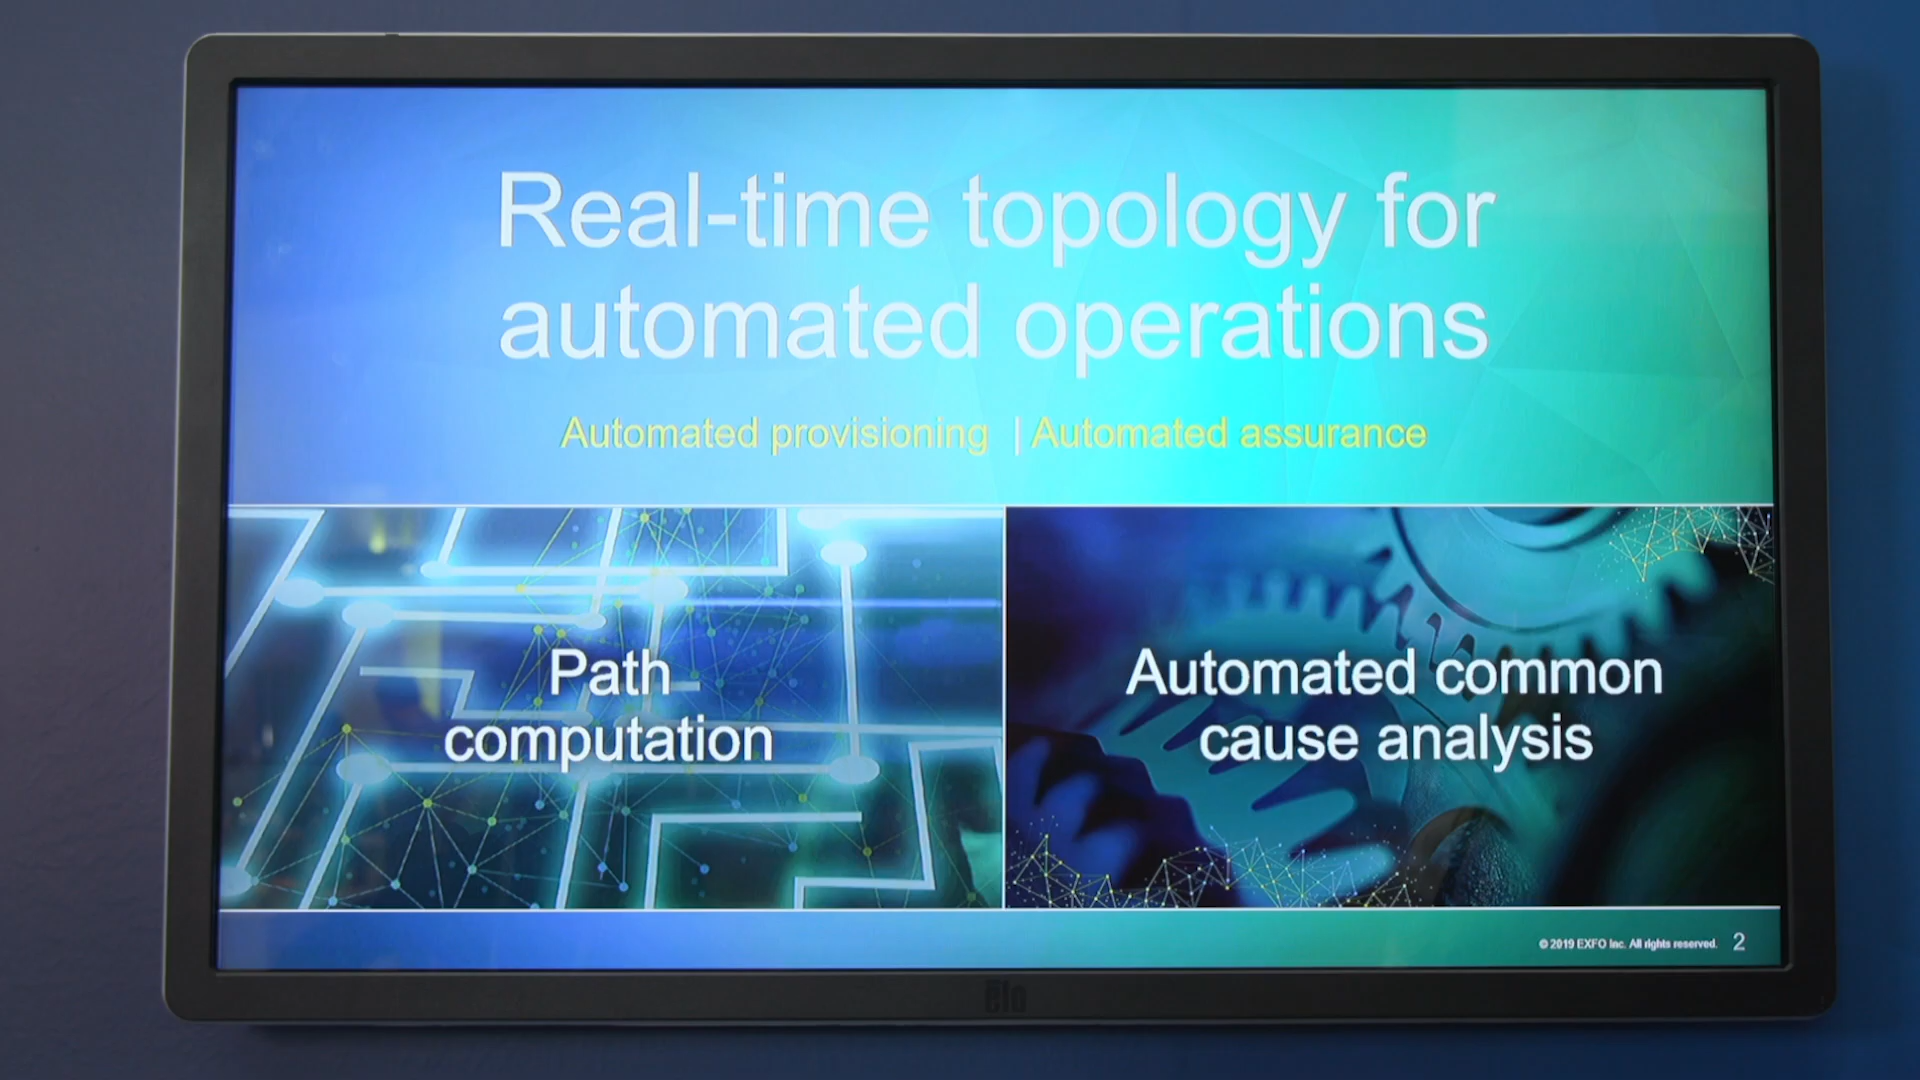 Real-time topology for
automated operations
Automated provisioning | Automated assurance
Path
computation
Automated common
cause analysis
© 2019 EXFO Inc. All rights reserved. 2
elo